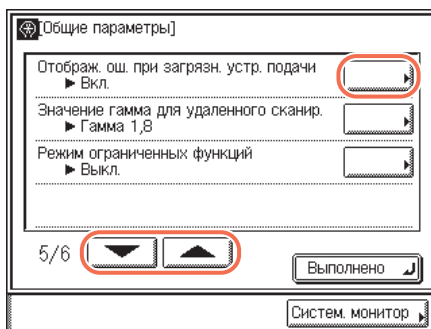 [Общие параметры]
Отображ. ош. при загрязн. устр. подачи
► Вкл.
Значение гамма для удаленного сканир.
► Гамма 1,8
Режим ограниченных функций
► Выкл.
5/6
Выполнено
Систем. монитор